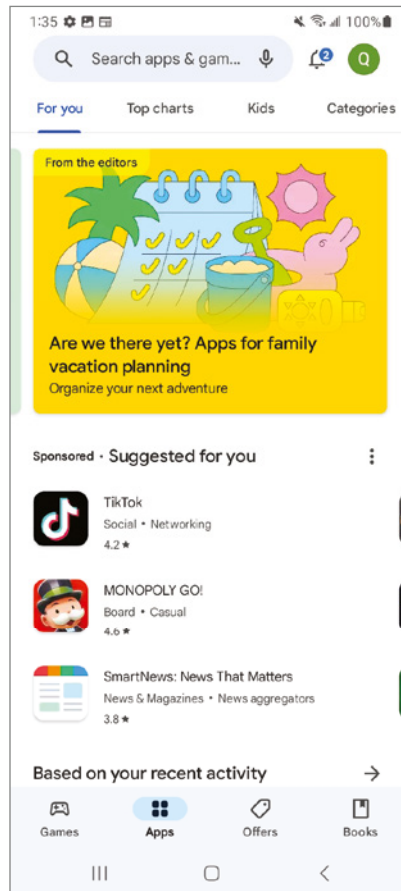 1:35 100%
Search apps & gam... 2 Q
For you Top charts Kids Categories
From the editors
Are we there yet? Apps for family
vacation planning
Organize your next adventure
Sponsored • Suggested for you
TikTok
Social • Networking
4.2 ★
MONOPOLY GO!
Board • Casual
4.6 ★
SmartNews: News That Matters
News & Magazines • News aggregators
3.8 ★
Based on your recent activity
Games Apps Offers Books